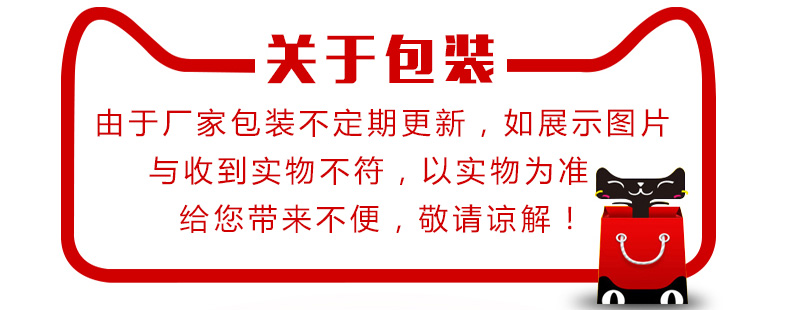 关于包装
由于厂家包装不定期更新，如展示图片
与收到实物不符，以实物为准
给您带来不便，敬请谅解！